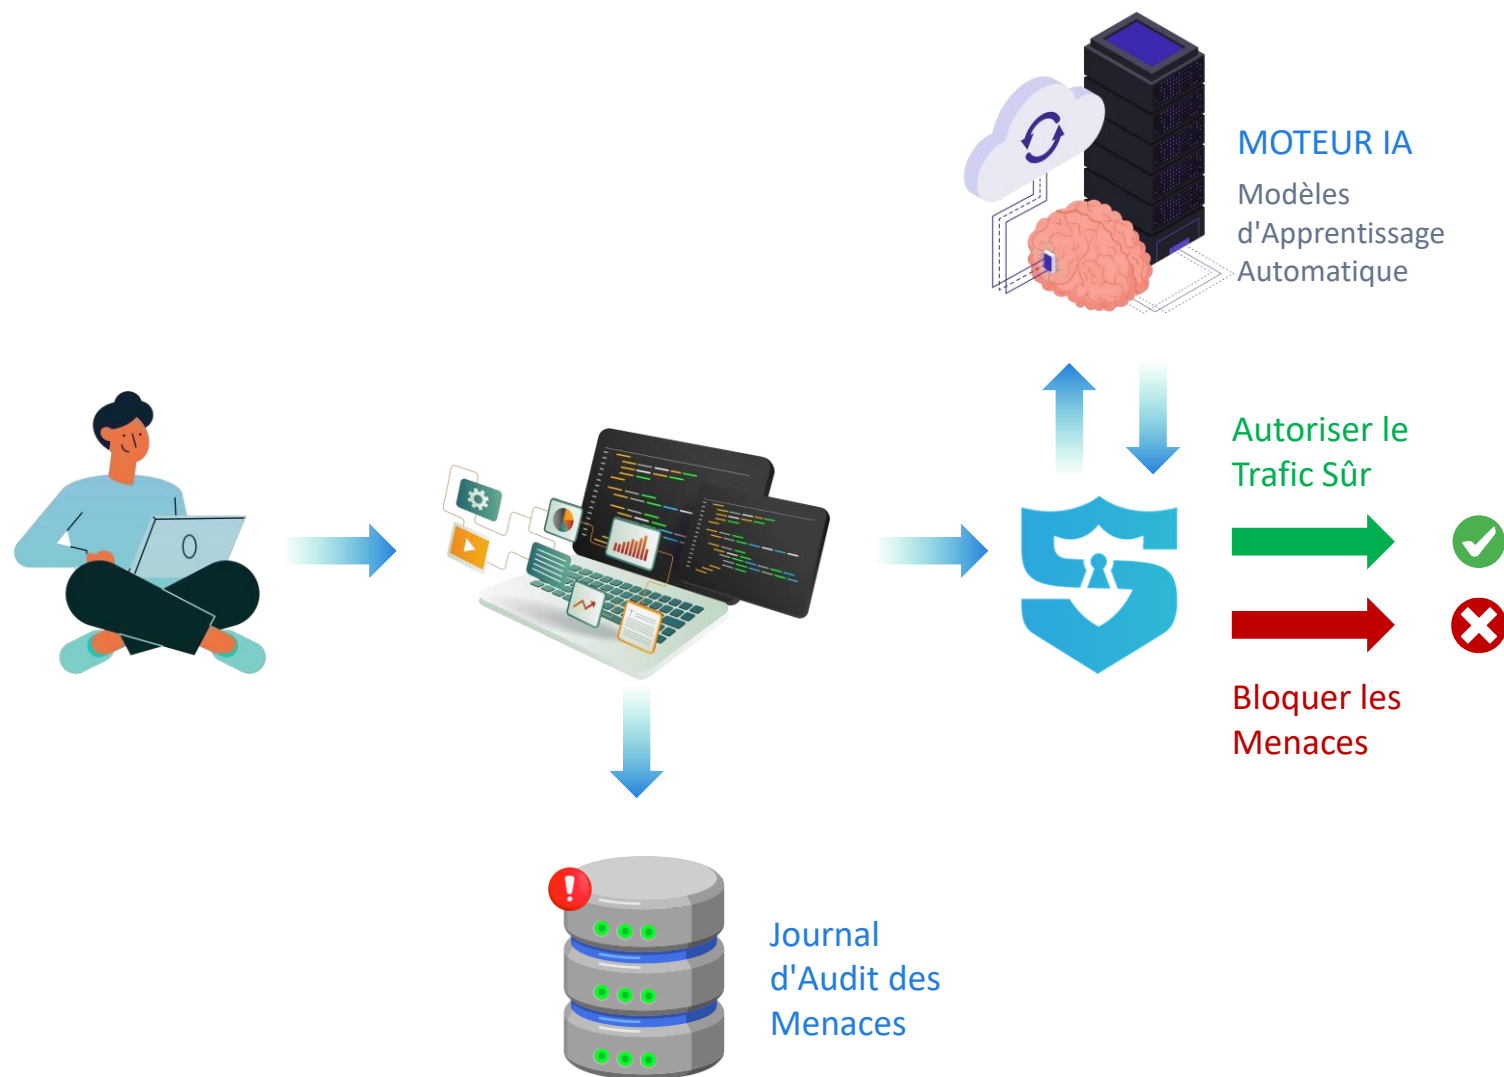 MOTEUR IA
Modèles
d'Apprentissage
Automatique
Autoriser le
Trafic Sûr
Bloquer les
Menaces
Journal
d'Audit des
Menaces